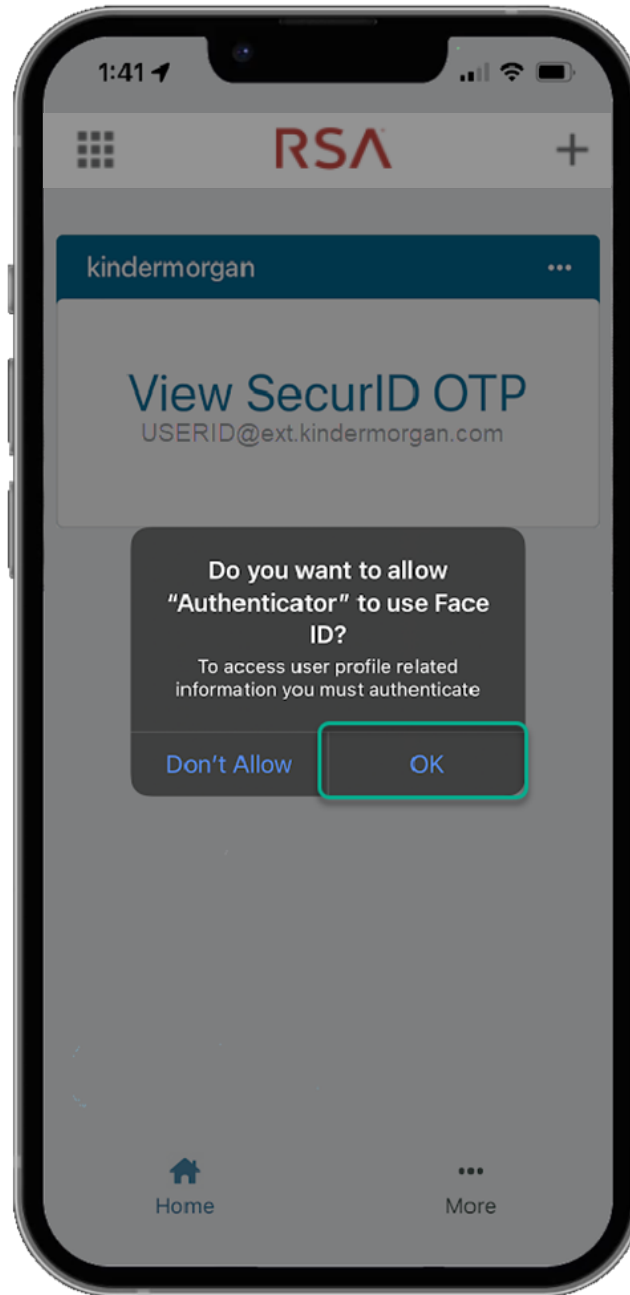 1:41
RSA
kindermorgan
View SecurID OTP
USERID@ext.kindermorgan.com
Do you want to allow
“Authenticator” to use Face
ID?
To access user profile related
information you must authenticate
Don't Allow OK
Home More